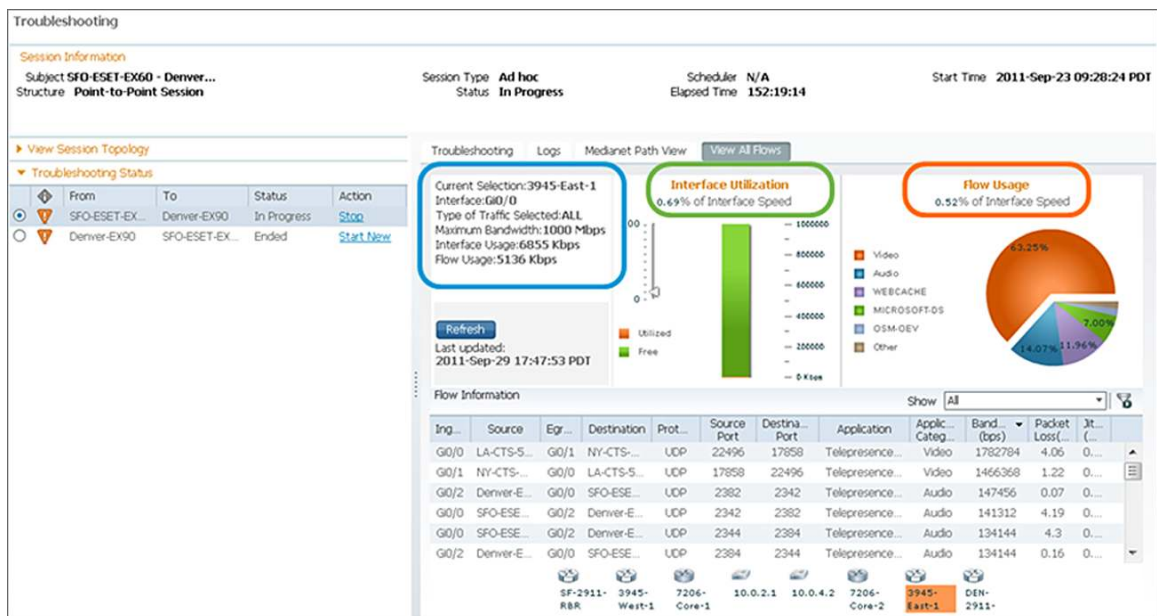 Troubleshooting
Session Information
Subject SFO-ESET-EX60 - Denver...
Structure Point-to-Point Session
Session Type Ad hoc
Status In Progress
Scheduler N/A
Elapsed Time 152:19:14
Start Time 2011-Sep-23 09:28:24 PDT
View Session Topology
Troubleshooting Status
From To Status Action
SFO-ESET-EX... Denver-EX90 In Progress Stop
Denver-EX90 SFO-ESET-EX... Ended Start New
Troubleshooting Logs Medianet Path View View All Flows
Current Selection:3945-East-1
Interface:Gi0/0
Type of Traffic Selected:ALL
Maximum Bandwidth:1000 Mbps
Interface Usage:6855 Kbps
Flow Usage:5136 Kbps
Refresh
Last updated:
2011-Sep-29 17:47:53 PDT
Interface Utilization
0.69% of Interface Speed
00
0
1000000
800000
600000
400000
200000
0 Kbps
Utilized
Free
Flow Usage
0.52% of Interface Speed
Video
Audio
WEBCACHE
MICROSOFT-DS
OSM-OEV
Other
63.25%
7.00%
11.96%
14.07%
Flow Information
Show All
Ing... Source Egr... Destination Prot... Source Port Destina... Port Application Applic... Categ... Band... (bps) Packet Loss(... Jit... (...
Gi0/0 LA-CTS-5... Gi0/1 NY-CTS-... UDP 22496 17858 Telepresence... Video 1782784 4.06 0....
Gi0/1 NY-CTS-... Gi0/0 LA-CTS-5... UDP 17858 22496 Telepresence... Video 1466368 1.22 0....
Gi0/2 Denver-E... Gi0/0 SFO-ESE... UDP 2382 2342 Telepresence... Audio 147456 0.07 0....
Gi0/0 SFO-ESE... Gi0/2 Denver-E... UDP 2342 2382 Telepresence... Audio 141312 4.19 0....
Gi0/0 SFO-ESE... Gi0/2 Denver-E... UDP 2344 2384 Telepresence... Audio 134144 4.3 0....
Gi0/2 Denver-E... Gi0/0 SFO-ESE... UDP 2384 2344 Telepresence... Audio 134144 0.16 0....
SF-2911-RBR 3945-West-1 7206-Core-1 10.0.2.1 10.0.4.2 7206-Core-2 3945-East-1 DEN-2911-